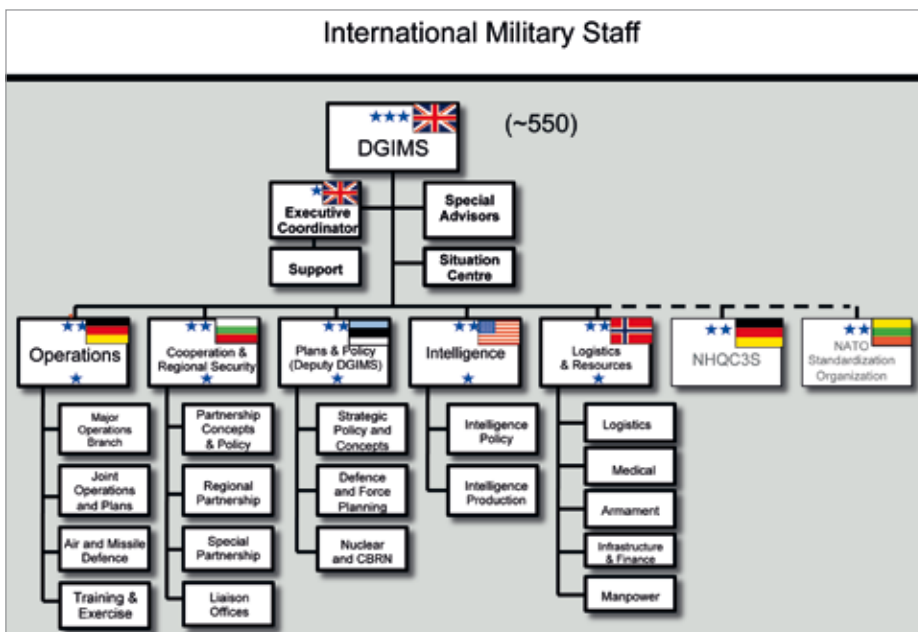 International Military Staff
DGIMS
(~550)
Executive
Coordinator
Special
Advisors
Support
Situation
Centre
Operations
Cooperation &
Regional Security
Plans & Policy
(Deputy DGIMS)
Intelligence
Logistics
& Resources
NHQC3S
NATO
Standardization
Organization
Major
Operations
Branch
Joint
Operations
and Plans
Air and Missile
Defence
Training &
Exercise
Partnership
Concepts
& Policy
Regional
Partnership
Special
Partnership
Liaison
Offices
Strategic
Policy and
Concepts
Defence
and Force
Planning
Nuclear
and CBRN
Intelligence
Policy
Intelligence
Production
Logistics
Medical
Armament
Infrastructure
& Finance
Manpower